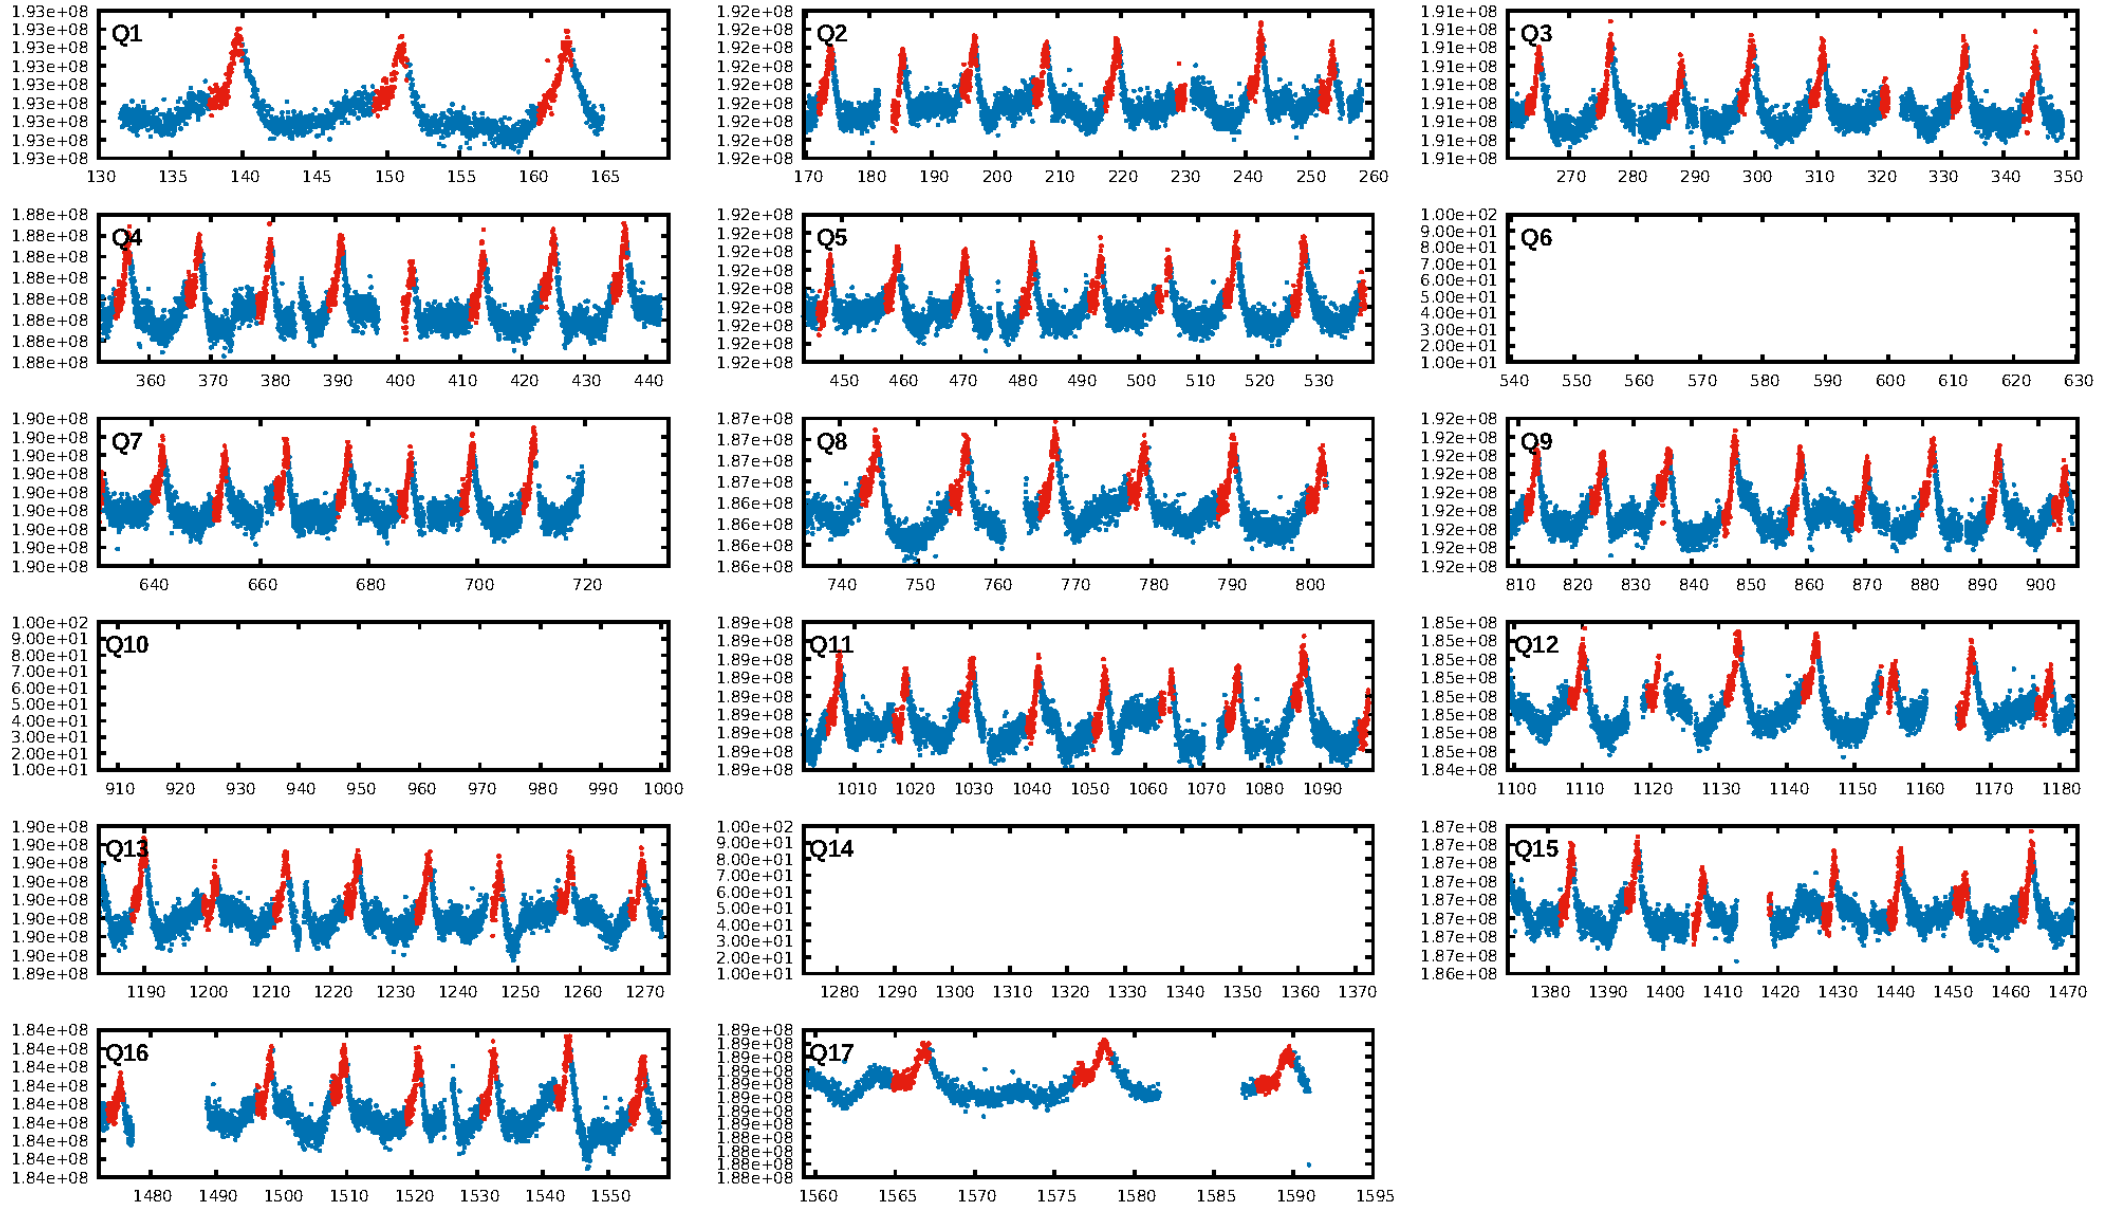 1.93e+08
1.93e+08
1.93e+08
1.93e+08
1.93e+08
1.93e+08
1.93e+08
1.93e+08
1.93e+08
Q1
130 135 140 145 150 155 160 165
1.92e+08
1.92e+08
1.92e+08
1.92e+08
1.92e+08
1.92e+08
1.92e+08
1.92e+08
1.92e+08
Q2
170 180 190 200 210 220 230 240 250 260
1.91e+08
1.91e+08
1.91e+08
1.91e+08
1.91e+08
1.91e+08
1.91e+08
1.91e+08
1.91e+08
Q3
270 280 290 300 310 320 330 340 350
1.88e+08
1.88e+08
1.88e+08
1.88e+08
1.88e+08
1.88e+08
1.88e+08
1.88e+08
Q4
360 370 380 390 400 410 420 430 440
1.92e+08
1.92e+08
1.92e+08
1.92e+08
1.92e+08
1.92e+08
1.92e+08
1.92e+08
1.92e+08
Q5
450 460 470 480 490 500 510 520 530
1.00e+02
9.00e+01
8.00e+01
7.00e+01
6.00e+01
5.00e+01
4.00e+01
3.00e+01
2.00e+01
1.00e+01
Q6
540 550 560 570 580 590 600 610 620 630
1.90e+08
1.90e+08
1.90e+08
1.90e+08
1.90e+08
1.90e+08
1.90e+08
1.90e+08
1.90e+08
Q7
640 660 680 700 720
1.87e+08
1.87e+08
1.87e+08
1.87e+08
1.86e+08
1.86e+08
1.86e+08
1.86e+08
Q8
740 750 760 770 780 790 800
1.92e+08
1.92e+08
1.92e+08
1.92e+08
1.92e+08
1.92e+08
1.92e+08
1.92e+08
1.92e+08
Q9
810 820 830 840 850 860 870 880 890 900
1.00e+02
9.00e+01
8.00e+01
7.00e+01
6.00e+01
5.00e+01
4.00e+01
3.00e+01
2.00e+01
1.00e+01
Q10
910 920 930 940 950 960 970 980 990 1000
1.89e+08
1.89e+08
1.89e+08
1.89e+08
1.89e+08
1.89e+08
1.89e+08
1.89e+08
1.89e+08
Q11
1010 1020 1030 1040 1050 1060 1070 1080 1090
1.85e+08
1.85e+08
1.85e+08
1.85e+08
1.85e+08
1.85e+08
1.85e+08
1.85e+08
1.84e+08
Q12
1100 1110 1120 1130 1140 1150 1160 1170 1180
1.90e+08
1.90e+08
1.90e+08
1.90e+08
1.90e+08
1.90e+08
1.90e+08
1.90e+08
1.89e+08
Q13
1190 1200 1210 1220 1230 1240 1250 1260 1270
1.00e+02
9.00e+01
8.00e+01
7.00e+01
6.00e+01
5.00e+01
4.00e+01
3.00e+01
2.00e+01
1.00e+01
Q14
1280 1290 1300 1310 1320 1330 1340 1350 1360 1370
1.87e+08
1.87e+08
1.87e+08
1.87e+08
1.87e+08
1.87e+08
1.87e+08
1.87e+08
1.86e+08
Q15
1380 1390 1400 1410 1420 1430 1440 1450 1460 1470
1.84e+08
1.84e+08
1.84e+08
1.84e+08
1.84e+08
1.84e+08
1.84e+08
1.84e+08
1.84e+08
Q16
1480 1490 1500 1510 1520 1530 1540 1550
1.89e+08
1.89e+08
1.89e+08
1.89e+08
1.89e+08
1.89e+08
1.89e+08
1.88e+08
1.88e+08
1.88e+08
1.88e+08
1.88e+08
Q17
1560 1565 1570 1575 1580 1585 1590 1595